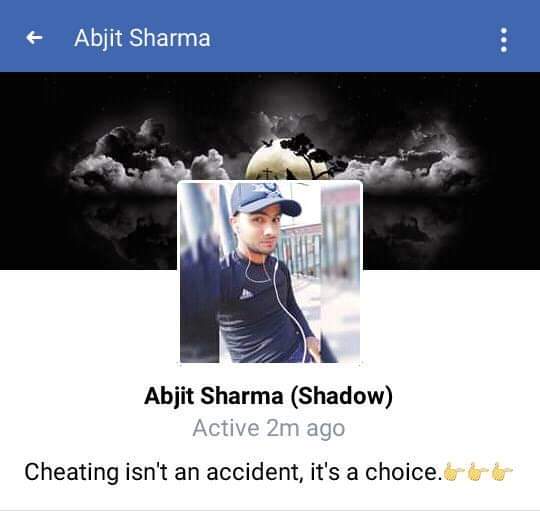 Abjit Sharma
Abjit Sharma (Shadow)
Active 2m ago
Cheating isn't an accident, it's a choice.👉👉👉